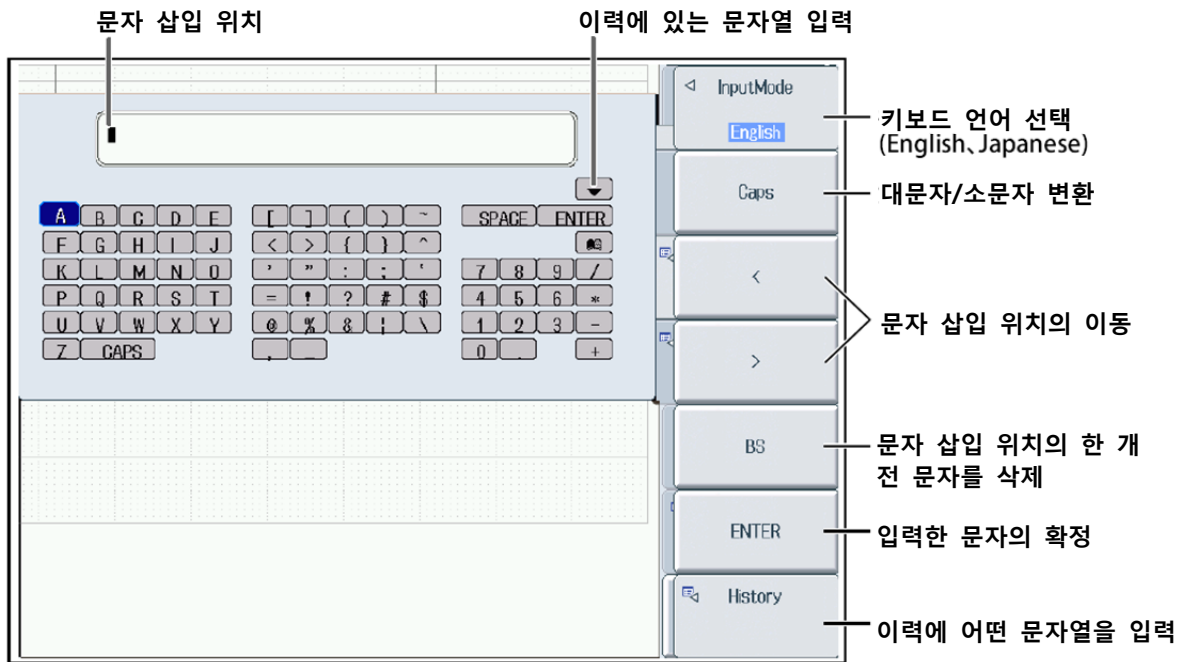 문자 삽입 위치
이력에 있는 문자열 입력
InputMode
English
키보드 언어 선택
(English、Japanese)
Caps
대문자/소문자 변환
A B C D E [ ] ( ) ~ SPACE ENTER
F G H I J < > { } ^
K L M N O ' " : ; ` 7 8 9 /
P Q R S T = ! ? # $ 4 5 6 *
U V W X Y @ % & ¦ \ 1 2 3 -
Z CAPS , _ 0 . +
<
>
문자 삽입 위치의 이동
BS
문자 삽입 위치의 한 개
전 문자를 삭제
ENTER
입력한 문자의 확정
History
이력에 어떤 문자열을 입력